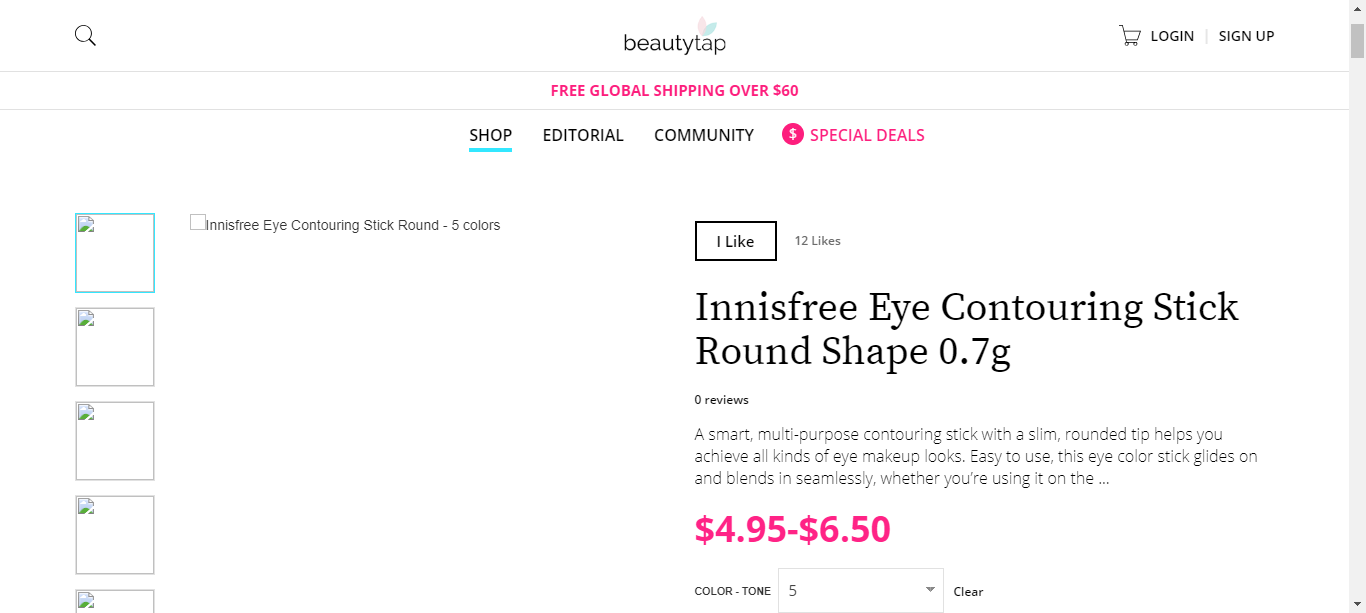 beautytap
LOGIN | SIGN UP
FREE GLOBAL SHIPPING OVER $60
SHOP EDITORIAL COMMUNITY $ SPECIAL DEALS
Innisfree Eye Contouring Stick Round - 5 colors
I Like 12 Likes
Innisfree Eye Contouring Stick
Round Shape 0.7g
0 reviews
A smart, multi-purpose contouring stick with a slim, rounded tip helps you
achieve all kinds of eye makeup looks. Easy to use, this eye color stick glides on
and blends in seamlessly, whether you’re using it on the ...
$4.95-$6.50
COLOR - TONE 5 Clear